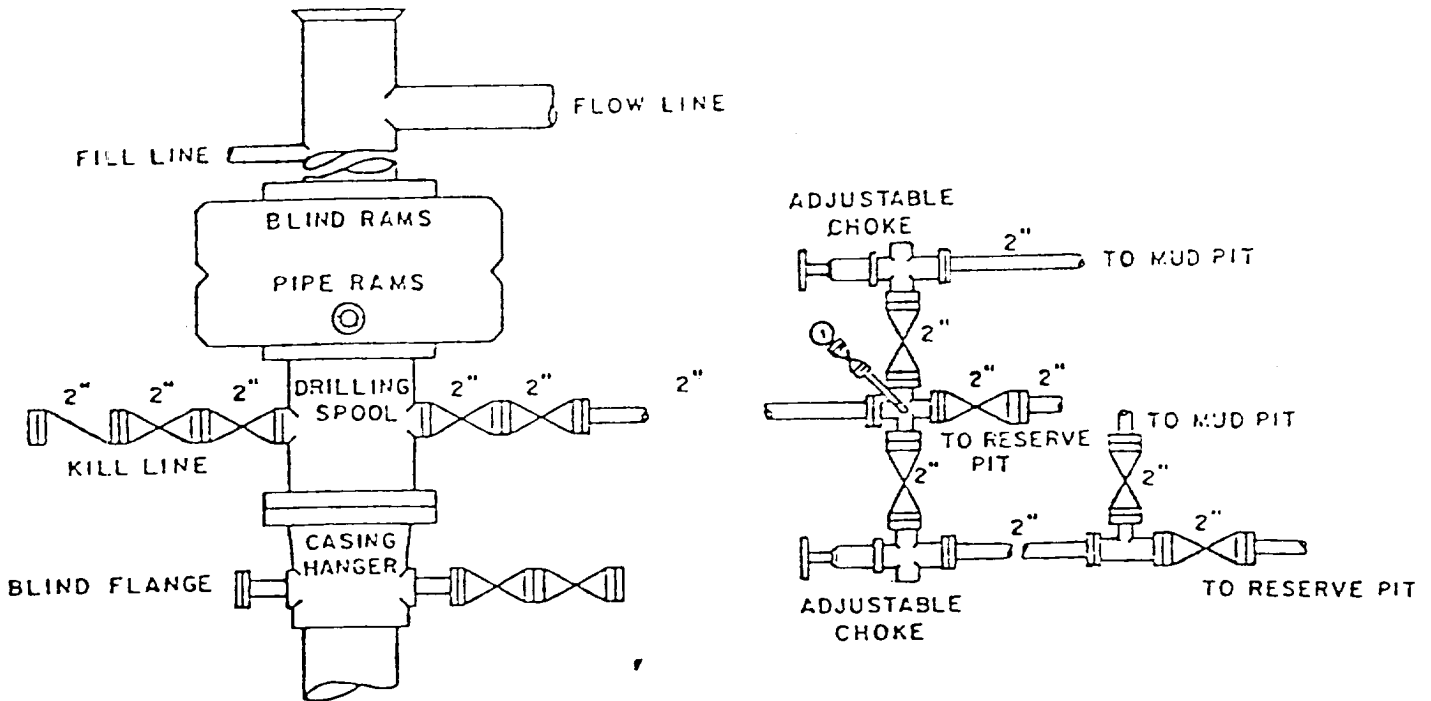 FLOW LINE
FILL LINE
BLIND RAMS
PIPE RAMS
2" 2" 2"
DRILLING
SPOOL
2" 2" 2"
KILL LINE
CASING
HANGER
BLIND FLANGE
ADJUSTABLE
CHOKE
2"
TO MUD PIT
2"
2" 2"
TO RESERVE
PIT
TO MUD PIT
2"
2"
2"
2"
TO RESERVE PIT
ADJUSTABLE
CHOKE